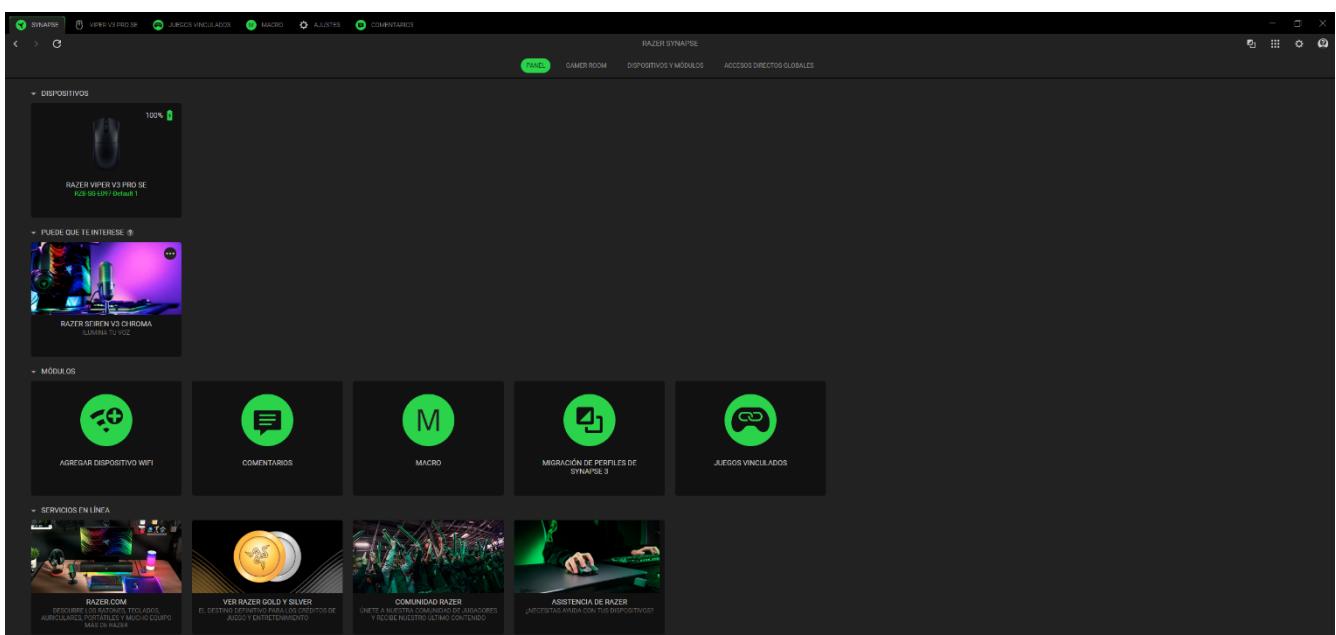 SYNAPSE
VIPER V3 PRO SE
JUEGOS VINCULADOS
MACRO
AJUSTES
COMENTARIOS
RAZER SYNAPSE
PANEL
GAMER ROOM
DISPOSITIVOS Y MÓDULOS
ACCESOS DIRECTOS GLOBALES
DISPOSITIVOS
100%
RAZER VIPER V3 PRO SE
RZE-SG-E097-Default 1
PUEDE QUE TE INTERESE
RAZER SEIREN V3 CHROMA
ILUMINA TU VOZ
MÓDULOS
AGREGAR DISPOSITIVO WIFI
COMENTARIOS
M
MACRO
MIGRACIÓN DE PERFILES DE
SYNAPSE 3
JUEGOS VINCULADOS
SERVICIOS EN LÍNEA
RAZER.COM
DESCUBRE LOS RATONES, TECLADOS,
AURICULARES, PORTÁTILES Y MUCHO EQUIPO
MÁS DE RAZER
VER RAZER GOLD Y SILVER
EL DESTINO DEFINITIVO PARA LOS CRÉDITOS DE
JUEGO Y ENTRETENIMIENTO
COMUNIDAD RAZER
ÚNETE A NUESTRA COMUNIDAD DE JUGADORES
Y RECIBE NUESTRO ÚLTIMO CONTENIDO
ASISTENCIA DE RAZER
¿NECESITAS AYUDA CON TUS DISPOSITIVOS?